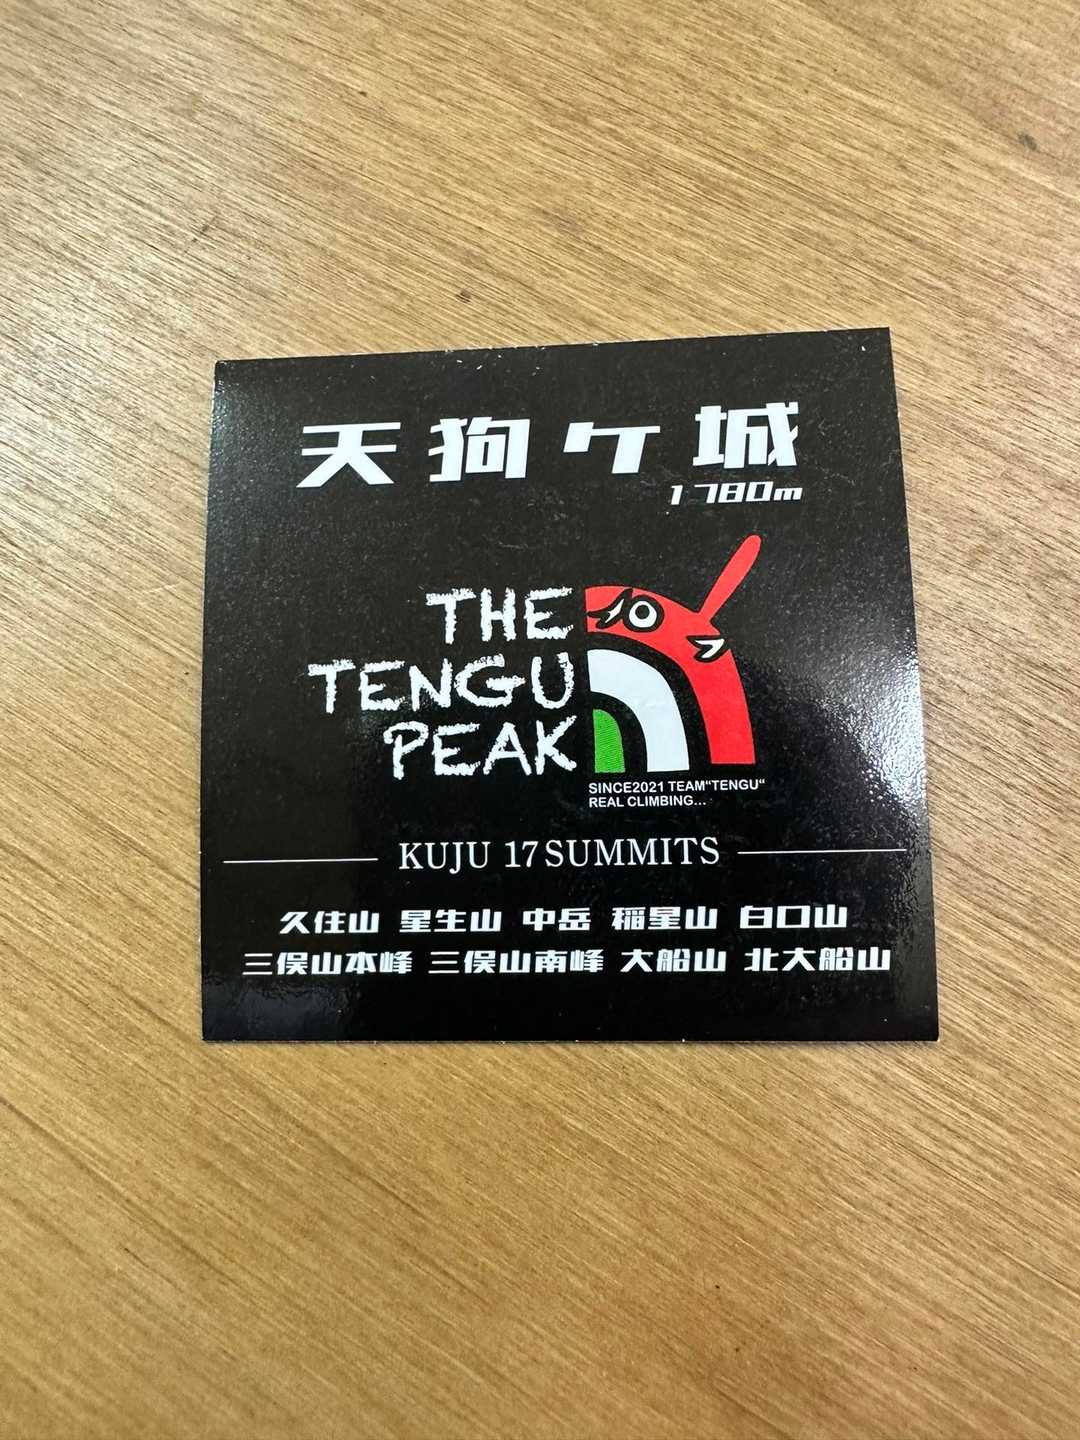 天狗ケ城
1780m
THE
TENGU
PEAK
SINCE2021 TEAM“TENGU“
REAL CLIMBING...
KUJU 17 SUMMITS
久住山 星生山 中岳 稲星山 白口山
三俣山本峰 三俣山南峰 大船山 北大船山